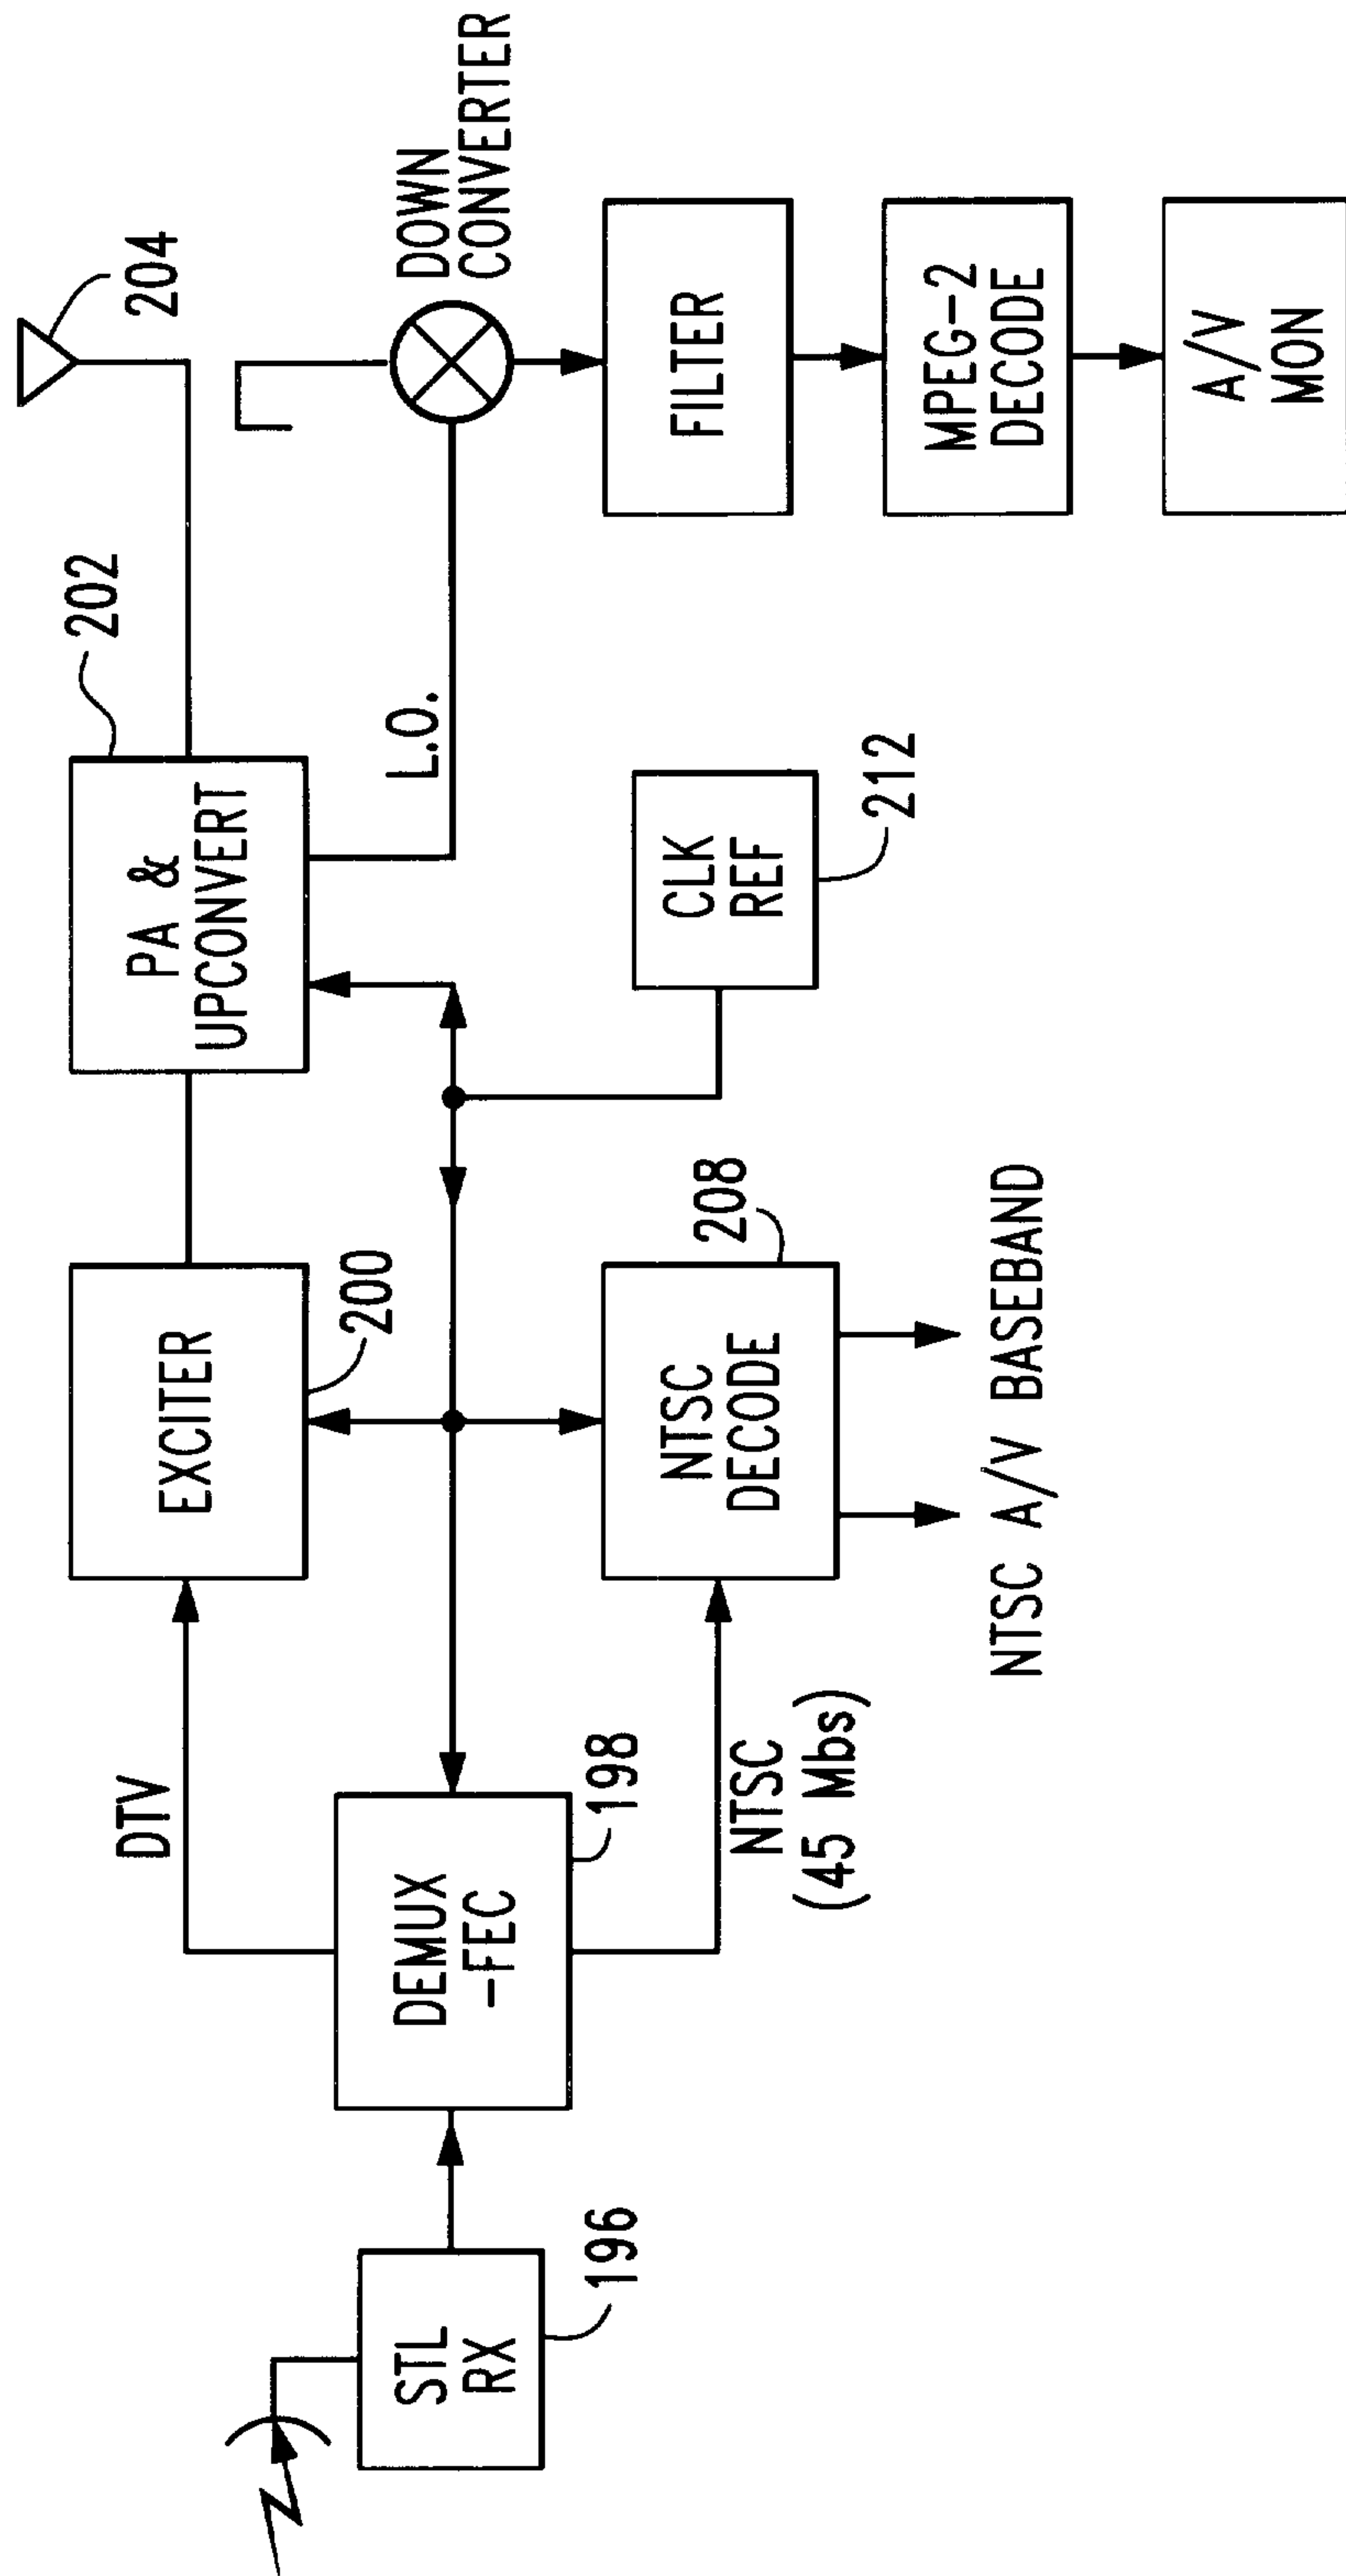 204
202
DOWN
CONVERTER
PA &
UPCONVERT
L.O.
EXCITER
200
DTV
CLK
REF
212
FILTER
DEMUX
-FEC
198
NTSC
DECODE
208
MPEG-2
DECODE
STL
RX
196
NTSC
(45 Mbs)
NTSC A/V BASEBAND
A/V
MON